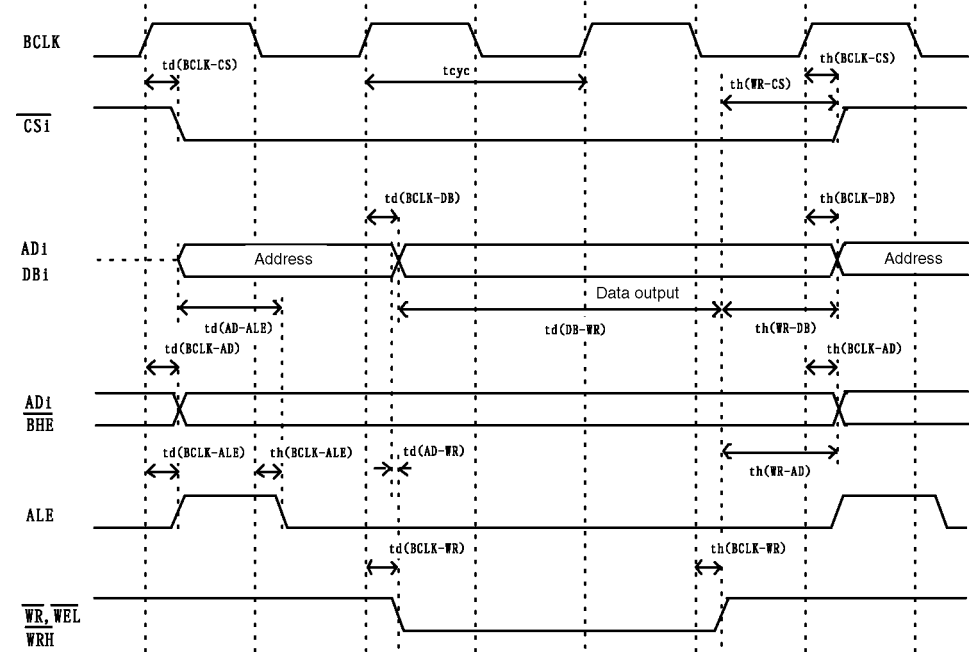 BCLK
td(BCLK-CS)
tcyc
th(BCLK-CS)
th(WR-CS)
CSi
td(BCLK-DB)
th(BCLK-DB)
ADi
DBi
Address
Address
Data output
td(AD-ALE)
td(DB-WR)
th(WR-DB)
td(BCLK-AD)
th(BCLK-AD)
ADi
BHE
td(BCLK-ALE)
th(BCLK-ALE)
td(AD-WR)
th(WR-AD)
ALE
td(BCLK-WR)
th(BCLK-WR)
WR, WEL
WRH